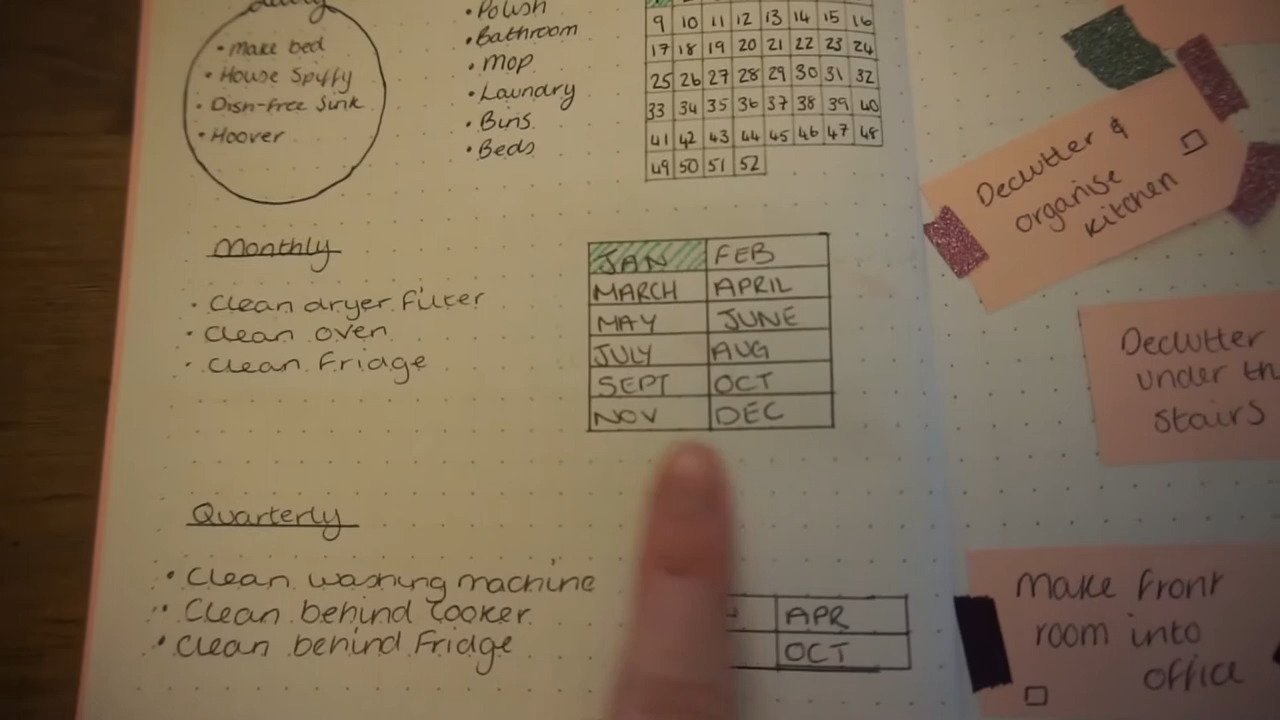 • Make bed
• House Spiffy
• Dish-free Sink
• Hoover
• Polish
• Bathroom
• Mop
• Laundry
• Bins
• Beds
9 10 11 12 13 14 15 16
17 18 19 20 21 22 23 24
25 26 27 28 29 30 31 32
33 34 35 36 37 38 39 40
41 42 43 44 45 46 47 48
49 50 51 52
Monthly
• Clean dryer Filter
• Clean oven
• Clean Fridge
JAN FEB
MARCH APRIL
MAY JUNE
JULY AUG
SEPT OCT
NOV DEC
Quarterly
• Clean washing machine
• Clean behind Cooker
• Clean behind Fridge
APR
OCT
Declutter &
organise
Kitchen
Declutter
under
Stairs
Make Front
room into
office